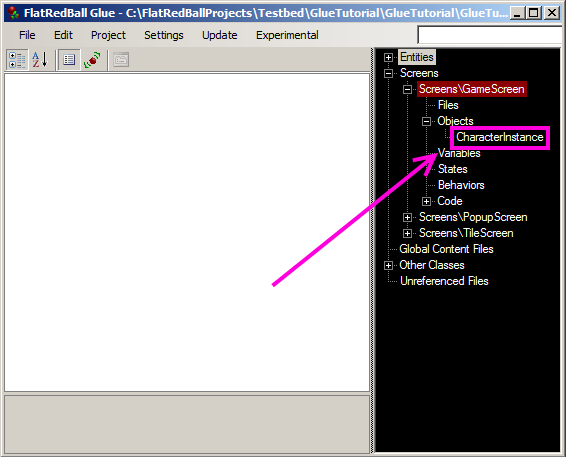 FlatRedBall Glue - C:\FlatRedBallProjects\Testbed\GlueTutorial\GlueTutorial\GlueTu...
File Edit Project Settings Update Experimental
Entities
Screens
Screens\GameScreen
Files
Objects
CharacterInstance
Variables
States
Behaviors
Code
Screens\PopupScreen
Screens\TileScreen
Global Content Files
Other Classes
Unreferenced Files